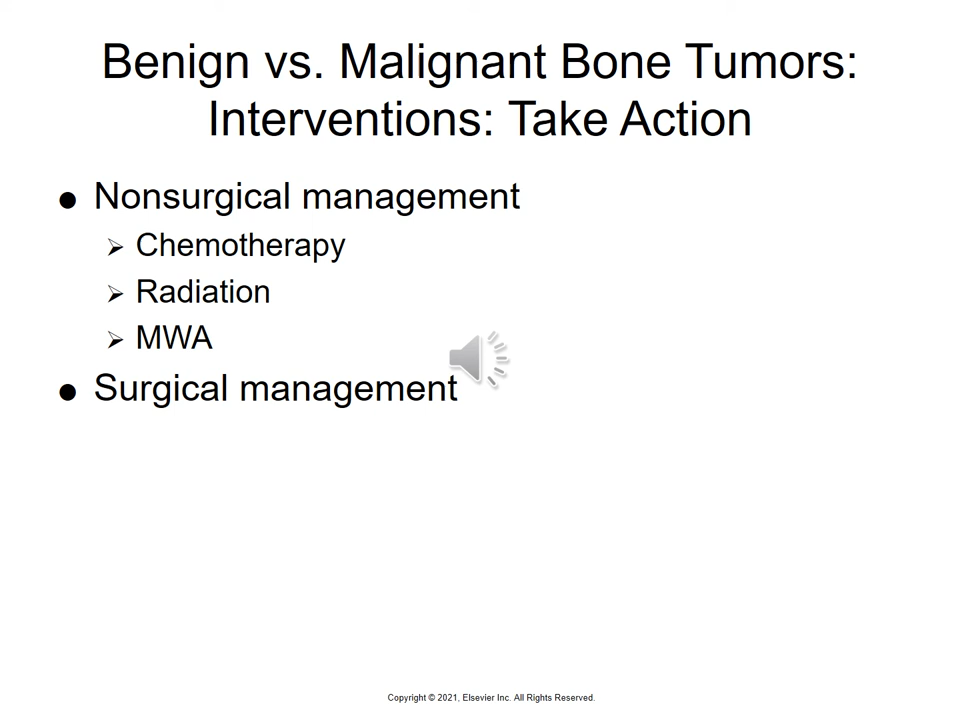 Benign vs. Malignant Bone Tumors:
Interventions: Take Action
● Nonsurgical management
➢ Chemotherapy
➢ Radiation
➢ MWA
● Surgical management
Copyright © 2021, Elsevier Inc. All Rights Reserved.